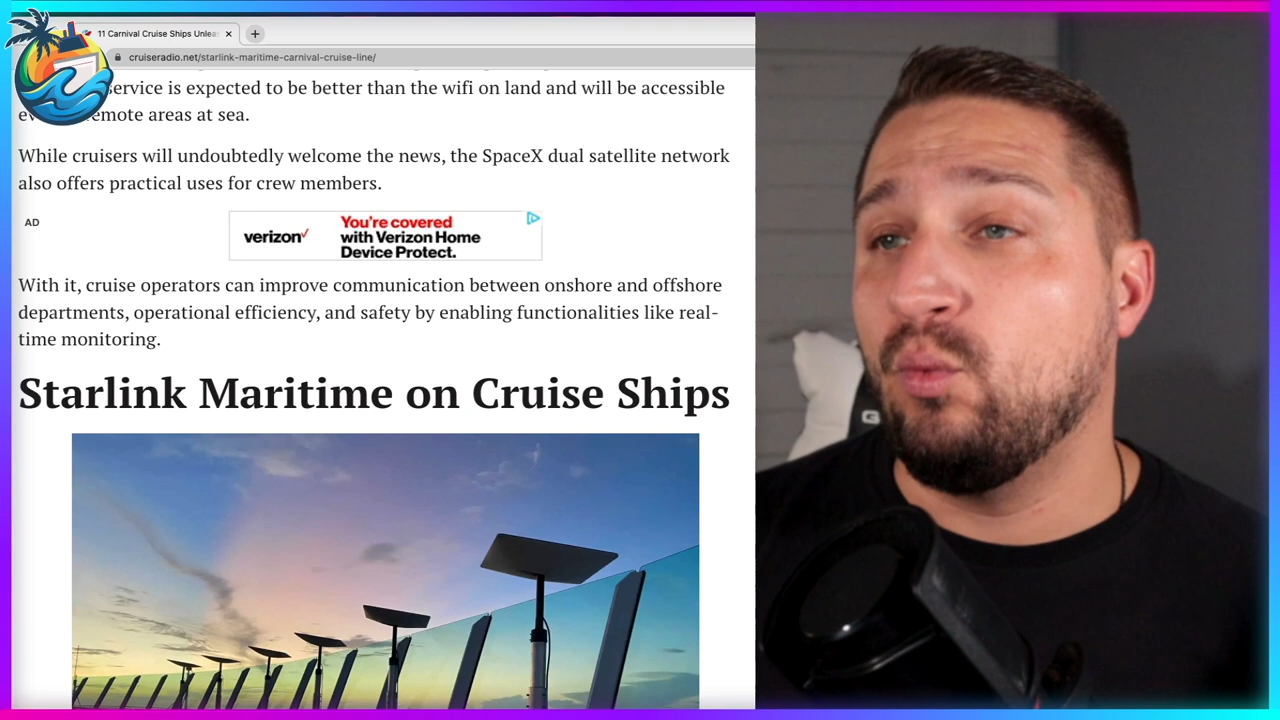 11 Carnival Cruise Ships Unlea
cruiseradio.net/starlink-maritime-carnival-cruise-line/
service is expected to be better than the wifi on land and will be accessible
emote areas at sea.
While cruisers will undoubtedly welcome the news, the SpaceX dual satellite network
also offers practical uses for crew members.
AD
verizon
You're covered
with Verizon Home
Device Protect.
With it, cruise operators can improve communication between onshore and offshore
departments, operational efficiency, and safety by enabling functionalities like real-
time monitoring.
Starlink Maritime on Cruise Ships